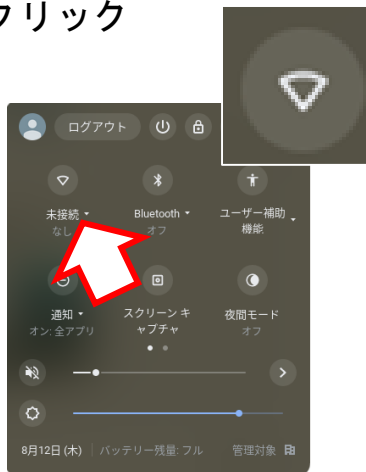 クリック
ログアウト
未接続
なし
Bluetooth
オフ
ユーザー補助
機能
通知
オン: 全アプリ
スクリーン キ
ャプチャ
夜間モード
オフ
8月12日 (木)
バッテリー残量: フル
管理対象